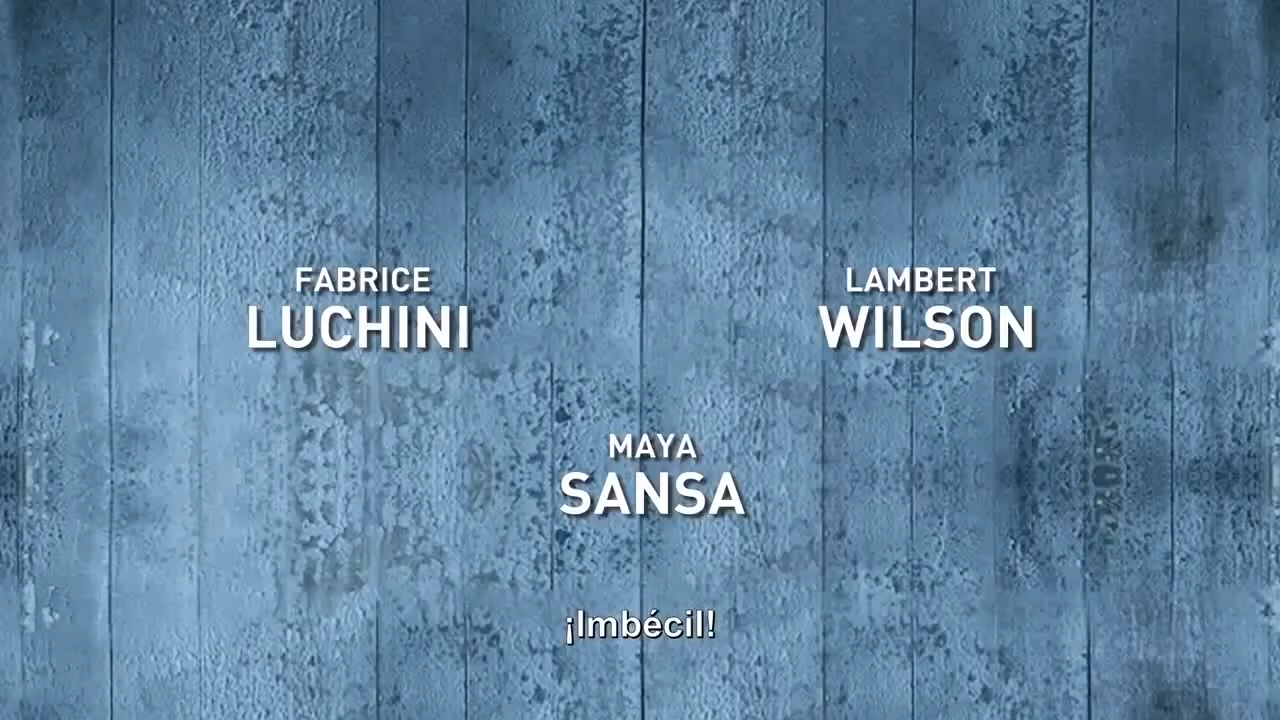 FABRICE
LUCHINI
LAMBERT
WILSON
MAYA
SANSA
¡Imbécil!